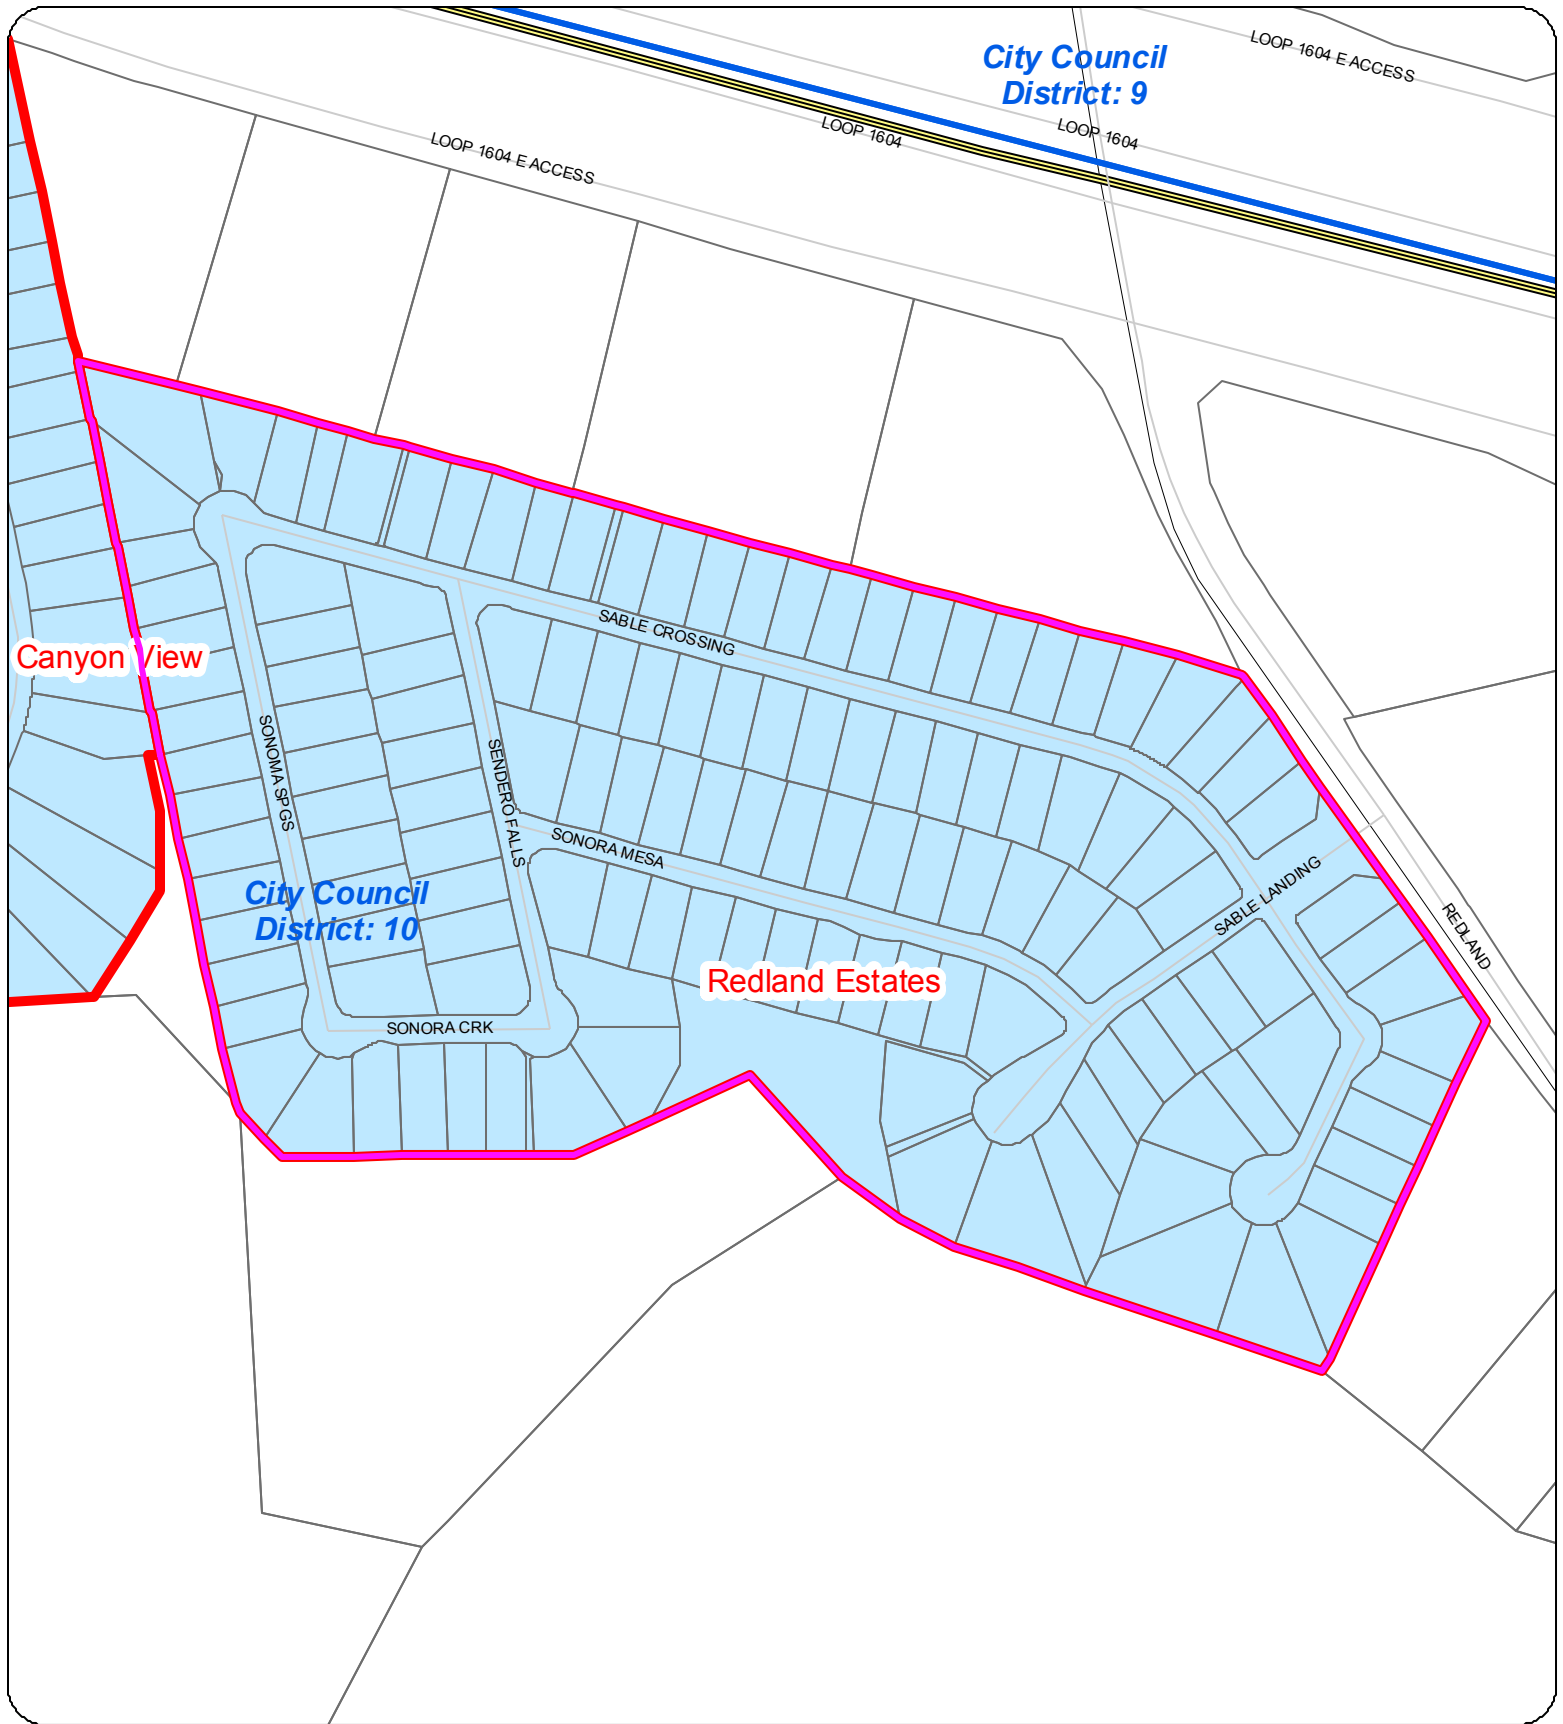 City Council
District: 9
LOOP 1604 E ACCESS
LOOP 1604
LOOP 1604
LOOP 1604 E ACCESS
SABLE CROSSING
Canyon View
SONOMA SPGS
SENDERO FALLS
SONORA MESA
City Council
District: 10
SABLE LANDING
REDLAND
Redland Estates
SONORA CRK